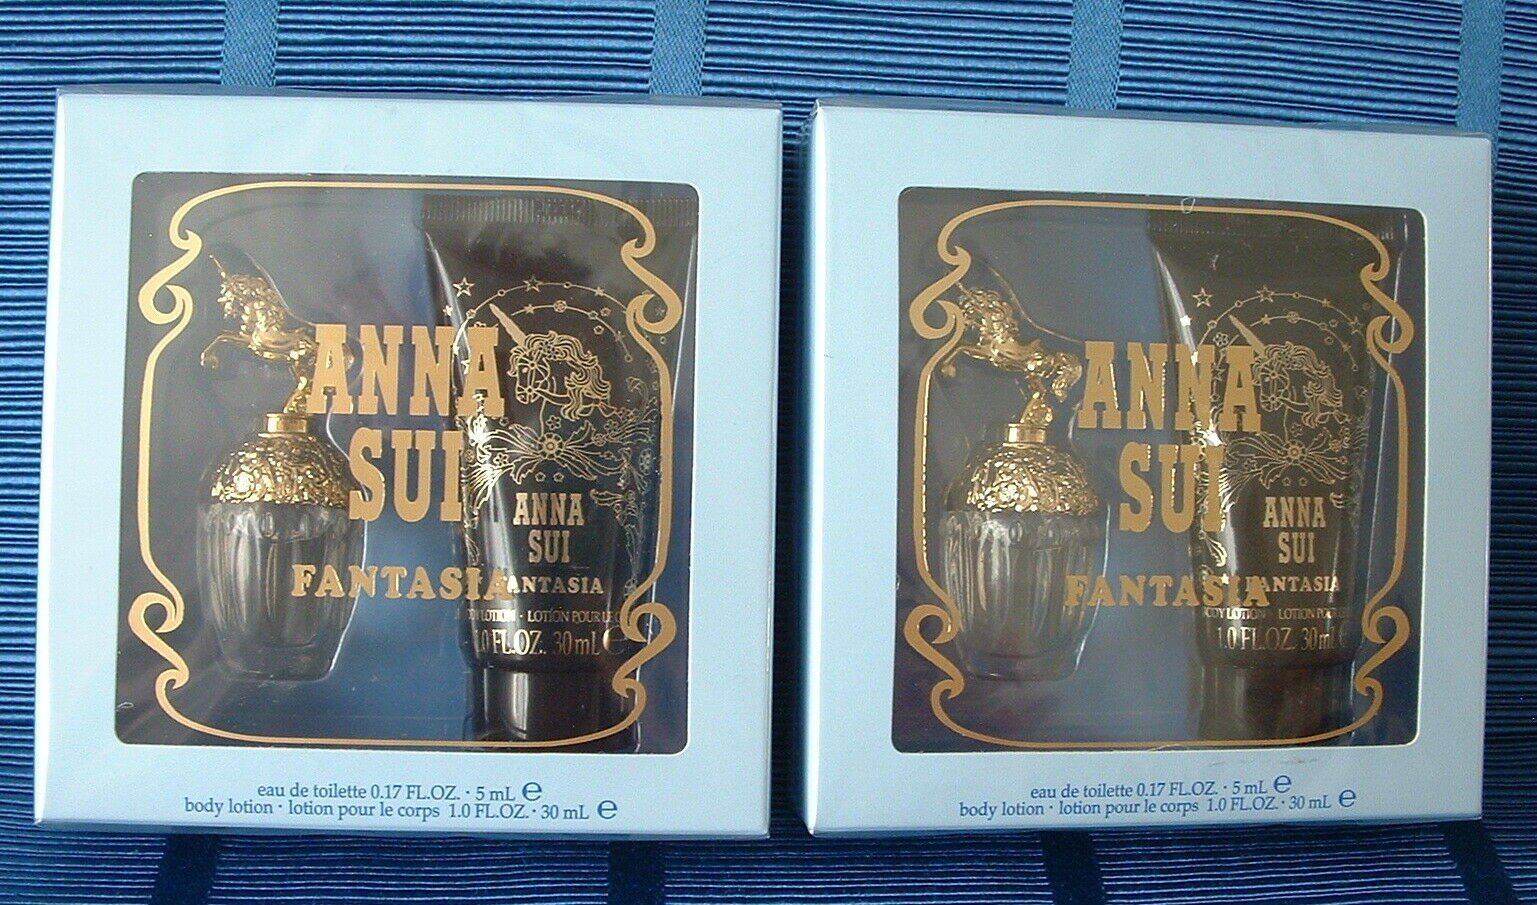 ANNA
SUI
FANTASIA
ANNA
SUI
ANTASIA
LOTION · LOTION POUR LE
1.0 FL.OZ. 30 mL e
eau de toilette 0.17 FL.OZ. · 5 mL e
body lotion · lotion pour le corps 1.0 FL.OZ. · 30 mL e
ANNA
SUI
FANTASIA
ANNA
SUI
ANTASIA
LOTION · LOTION
1.0 FL.OZ. 30 mL e
eau de toilette 0.17 FL.OZ. · 5 mL e
body lotion · lotion pour le corps 1.0 FL.OZ. · 30 mL e